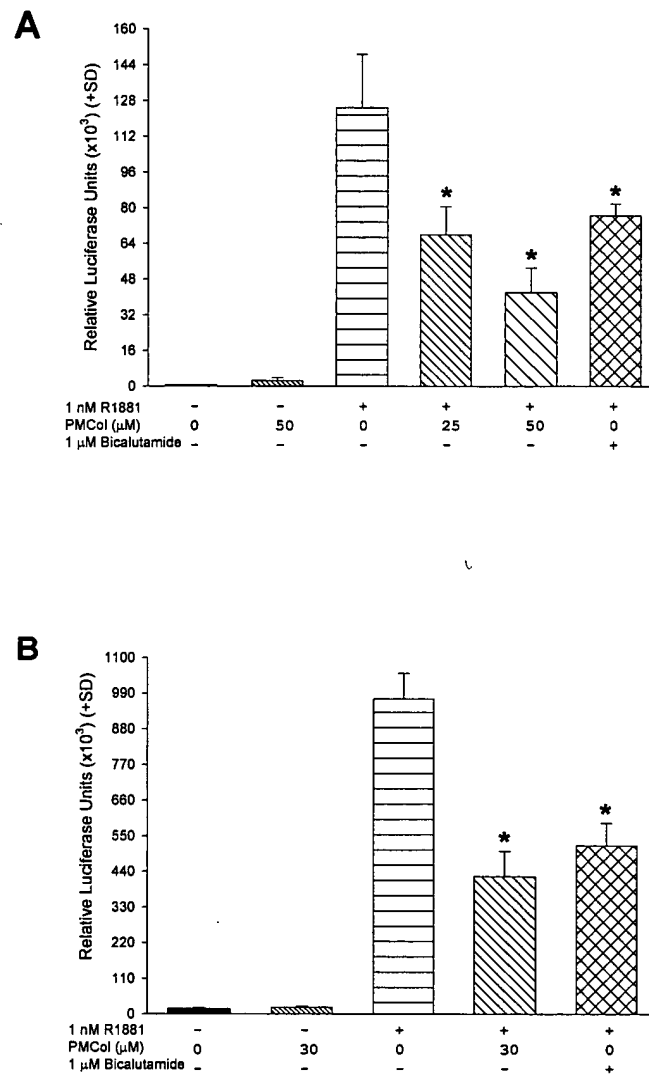 A
Relative Luciferase Units (x10³) (+SD)
160
144
128
112
96
80
64
48
32
16
0
* * *
1 nM R1881 - - + + + +
PMCol (μM) 0 50 0 25 50 0
1 μM Bicalutamide - - - - - +
B
Relative Luciferase Units (x10³) (+SD)
1100
990
880
770
660
550
440
330
220
110
0
* *
1 nM R1881 - - + + +
PMCol (μM) 0 30 0 30 0
1 μM Bicalutamide - - - - +